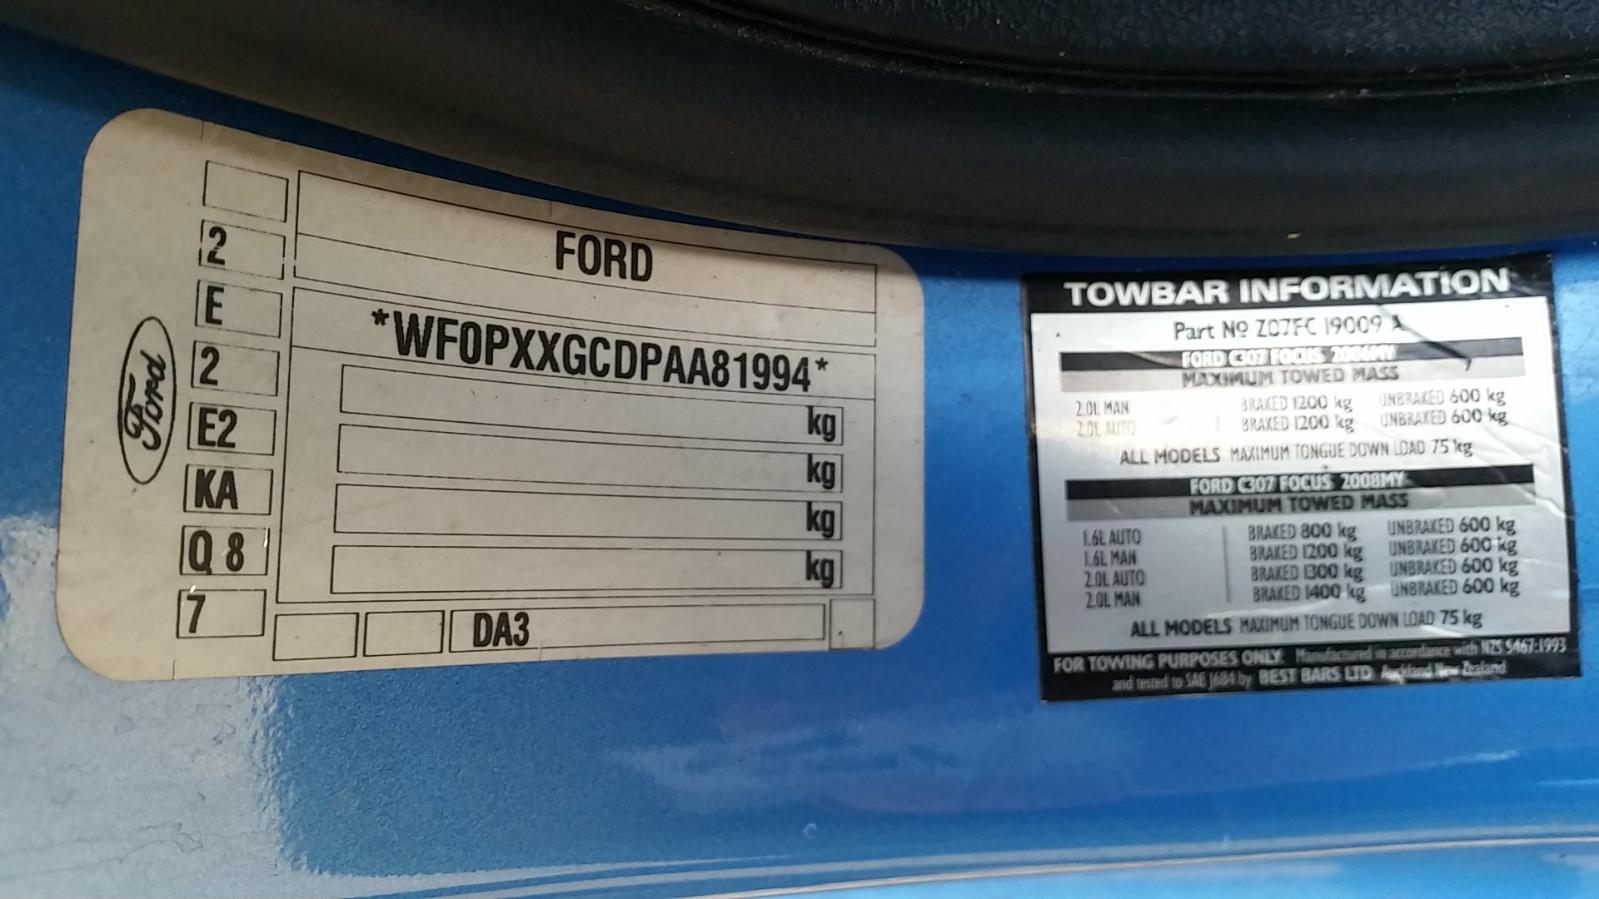 2
E
2
E2
KA
Q 8
7
Ford
FORD
*WF0PXXGCDPAA81994*
kg
kg
kg
kg
DA3
TOWBAR INFORMATION
Part Nº Z07FC 19009 A
FORD C307 FOCUS 2006MY
MAXIMUM TOWED MASS
2.0L MAN BRAKED 1200 kg UNBRAKED 600 kg
2.0L AUTO BRAKED 1200 kg UNBRAKED 600 kg
ALL MODELS MAXIMUM TONGUE DOWN LOAD 75 kg
FORD C307 FOCUS 2008MY
MAXIMUM TOWED MASS
1.6L AUTO BRAKED 800 kg UNBRAKED 600 kg
1.6L MAN BRAKED 1200 kg UNBRAKED 600 kg
2.0L AUTO BRAKED 1300 kg UNBRAKED 600 kg
2.0L MAN BRAKED 1400 kg UNBRAKED 600 kg
ALL MODELS MAXIMUM TONGUE DOWN LOAD 75 kg
FOR TOWING PURPOSES ONLY Manufactured in accordance with NZS 5467:1993
and tested to SAE J684 by BEST BARS LTD Auckland New Zealand